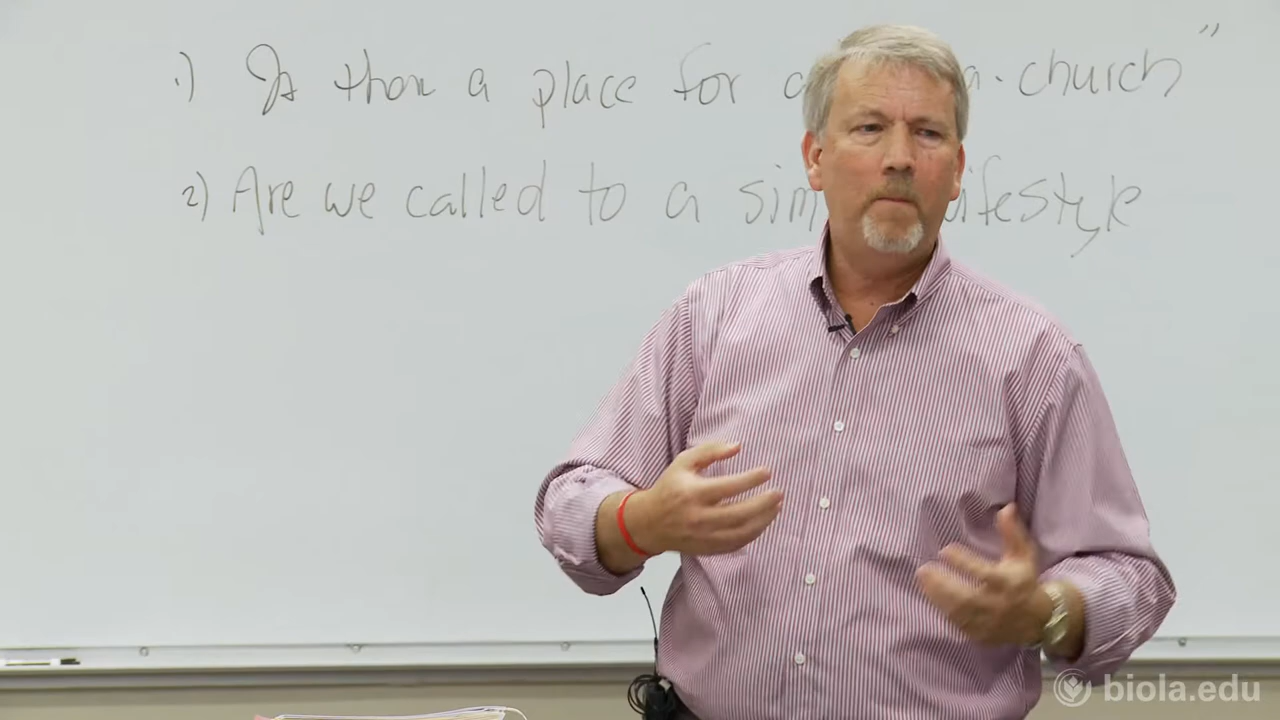 1) Is there a place for a church"
2) Are we called to a sim lifestyle
biola.edu